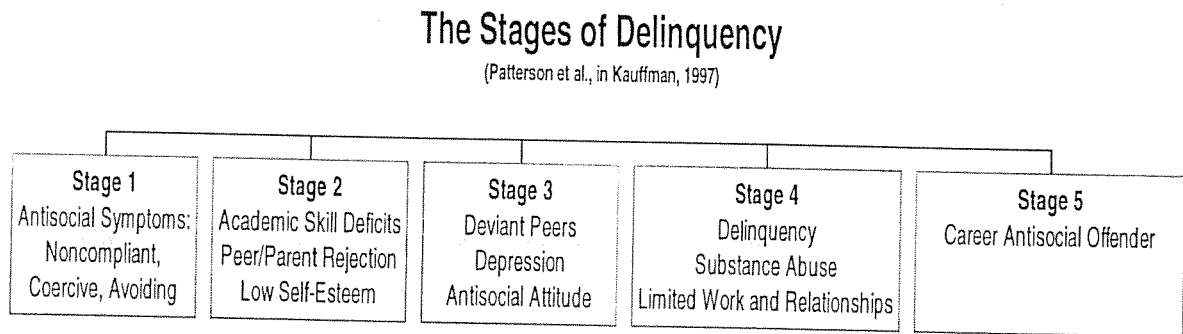 The Stages of Delinquency
(Patterson et al., in Kauffman, 1997)
Stage 1
Antisocial Symptoms:
Noncompliant,
Coercive, Avoiding
Stage 2
Academic Skill Deficits
Peer/Parent Rejection
Low Self-Esteem
Stage 3
Deviant Peers
Depression
Antisocial Attitude
Stage 4
Delinquency
Substance Abuse
Limited Work and Relationships
Stage 5
Career Antisocial Offender